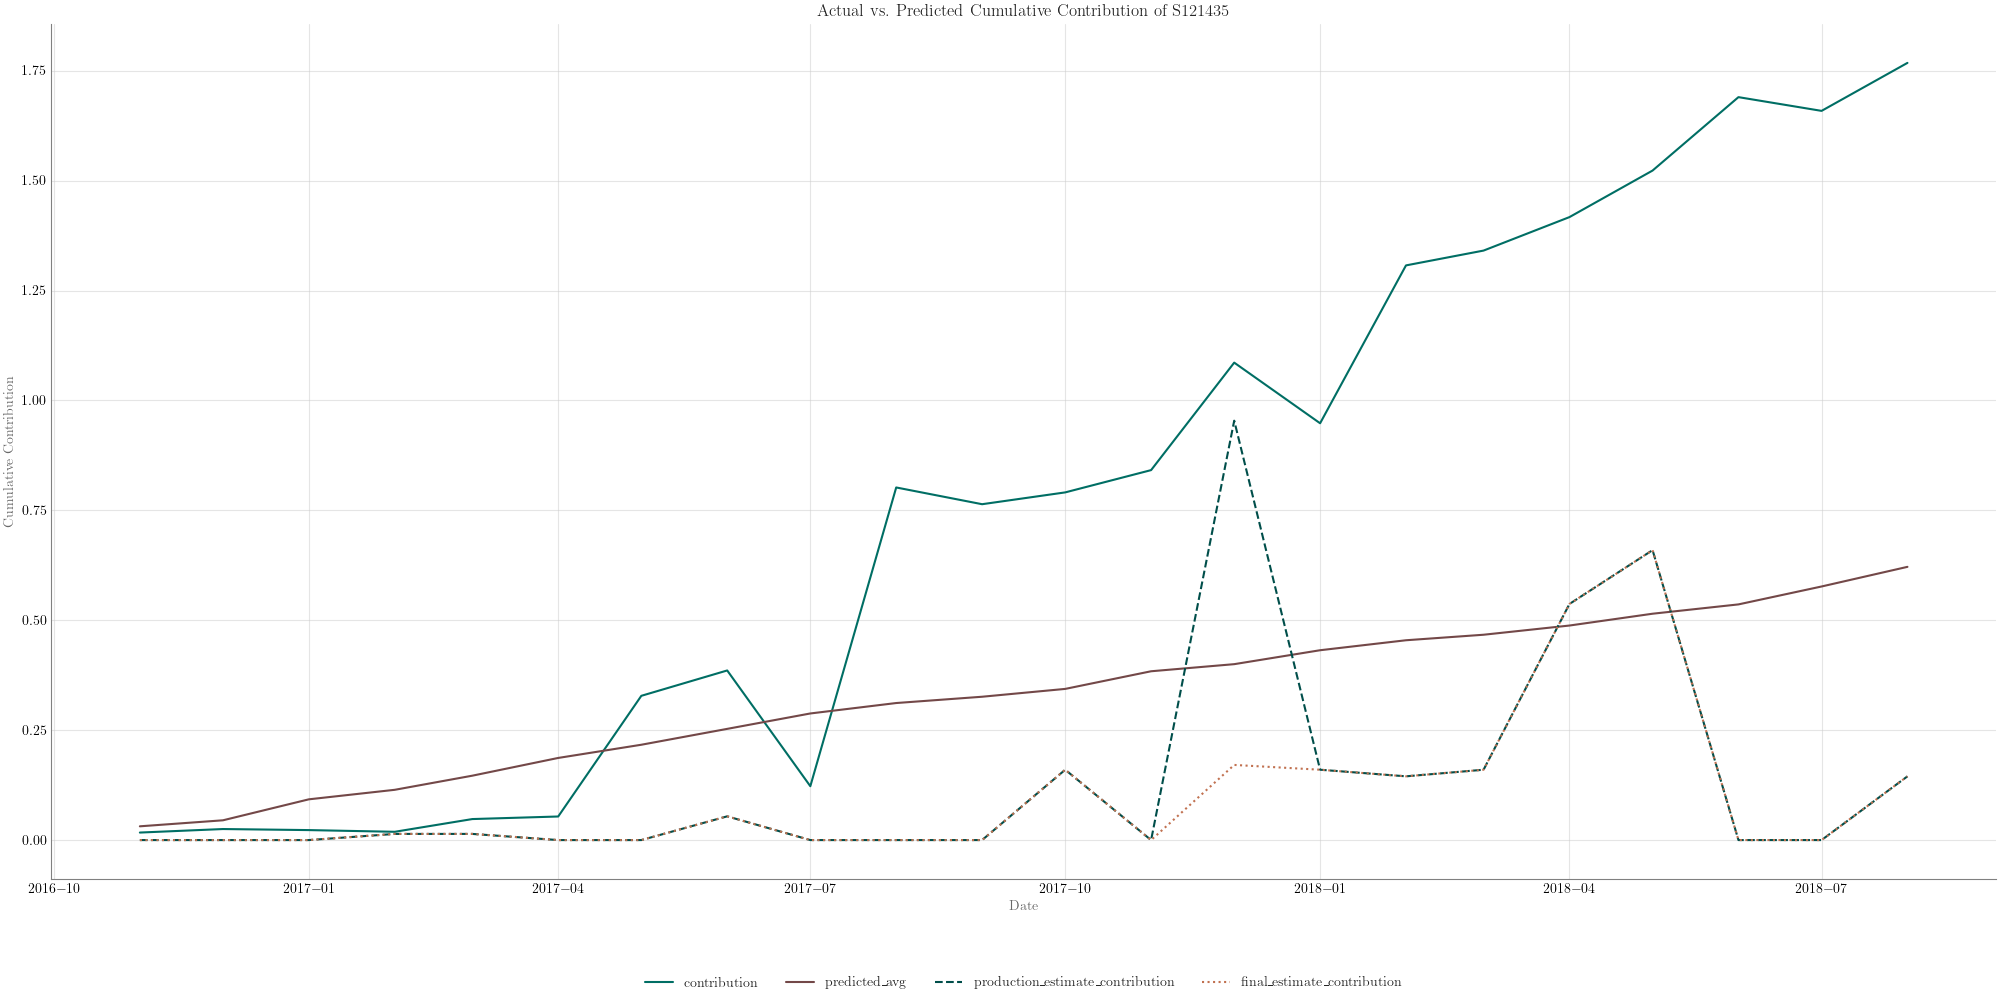 Actual vs. Predicted Cumulative Contribution of S121435
Cumulative Contribution
1.75
1.50
1.25
1.00
0.75
0.50
0.25
0.00
2016−10 2017−01 2017−04 2017−07 2017−10 2018−01 2018−04 2018−07
Date
contribution predicted_avg production_estimate_contribution final_estimate_contribution